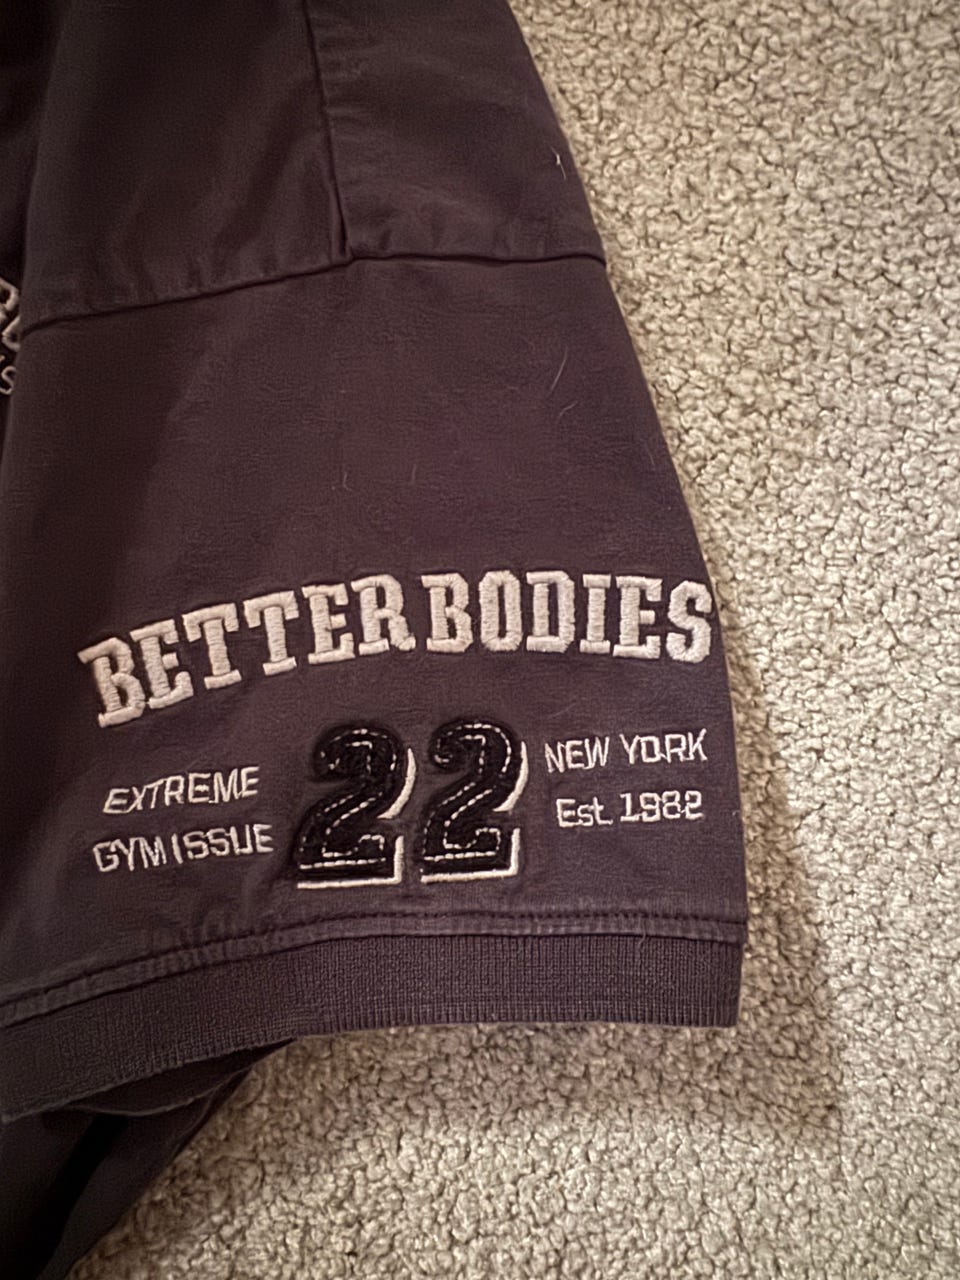 BETTER BODIES
EXTREME
GYM ISSUE
22
NEW YORK
Est. 1982